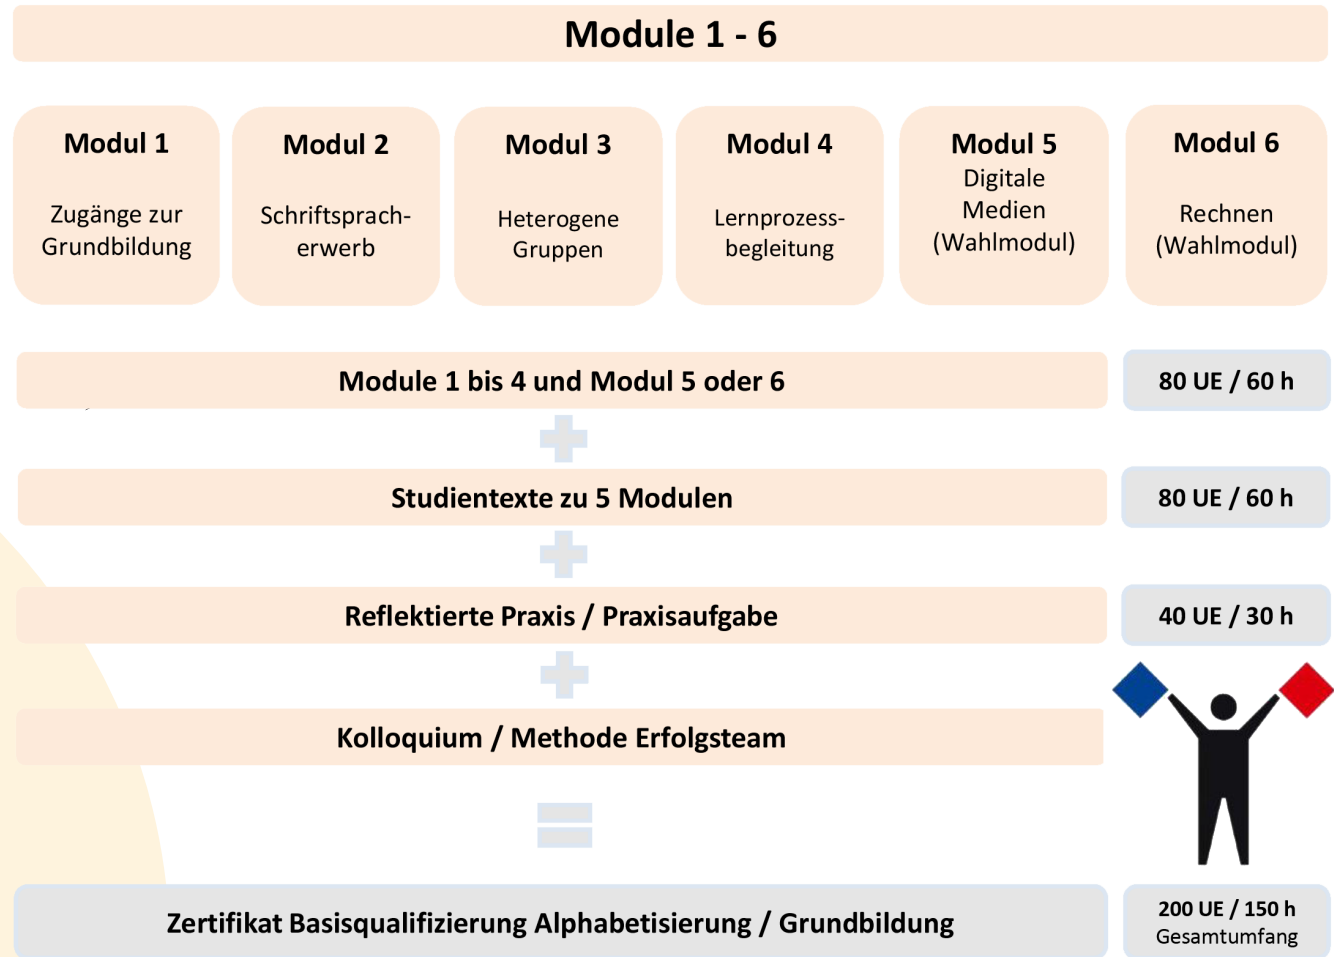 Module 1 - 6
Modul 1
Zugänge zur
Grundbildung
Modul 2
Schriftsprach-
erwerb
Modul 3
Heterogene
Gruppen
Modul 4
Lernprozess-
begleitung
Modul 5
Digitale
Medien
(Wahlmodul)
Modul 6
Rechnen
(Wahlmodul)
Module 1 bis 4 und Modul 5 oder 6
80 UE / 60 h
Studientexte zu 5 Modulen
80 UE / 60 h
Reflektierte Praxis / Praxisaufgabe
40 UE / 30 h
Kolloquium / Methode Erfolgsteam
Zertifikat Basisqualifizierung Alphabetisierung / Grundbildung
200 UE / 150 h
Gesamtumfang